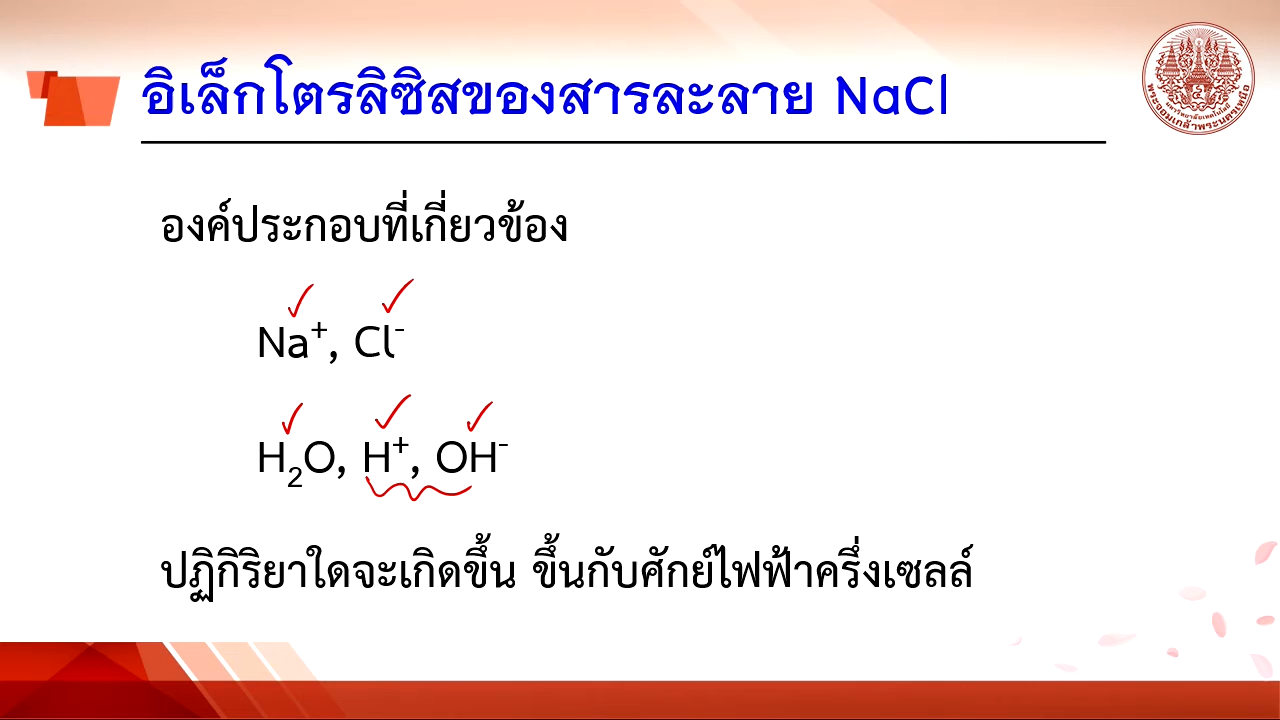 อิเล็กโตรลิซิสของสารละลาย NaCl
องค์ประกอบที่เกี่ยวข้อง
Na⁺, Cl⁻
H₂O, H⁺, OH⁻
ปฏิกิริยาใดจะเกิดขึ้น ขึ้นกับศักย์ไฟฟ้าครึ่งเซลล์